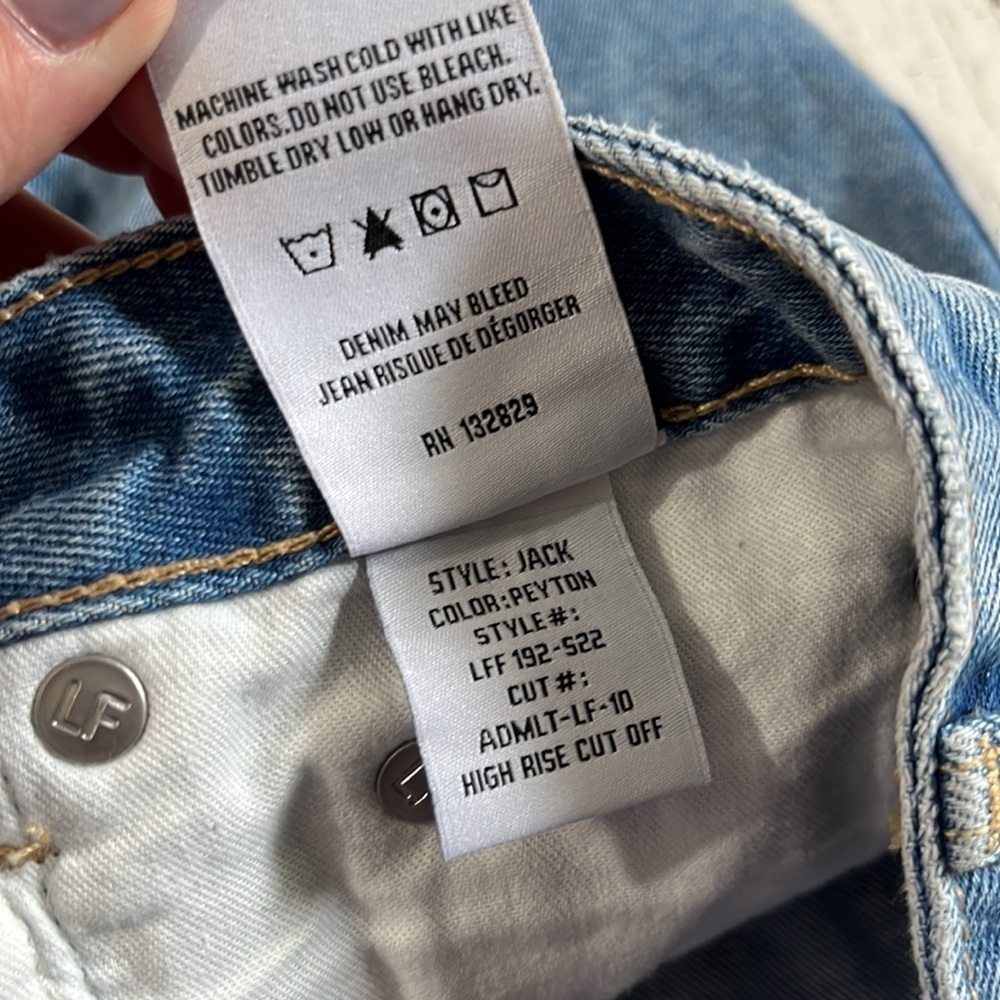 MACHINE WASH COLD WITH LIKE
COLORS.DO NOT USE BLEACH.
TUMBLE DRY LOW OR HANG DRY.
DENIM MAY BLEED
JEAN RISQUE DE DÉGORGER
RN 132829
STYLE: JACK
COLOR:PEYTON
STYLE#:
LFF 192-522
CUT #:
ADMLT-LF-10
HIGH RISE CUT OFF
LF
L